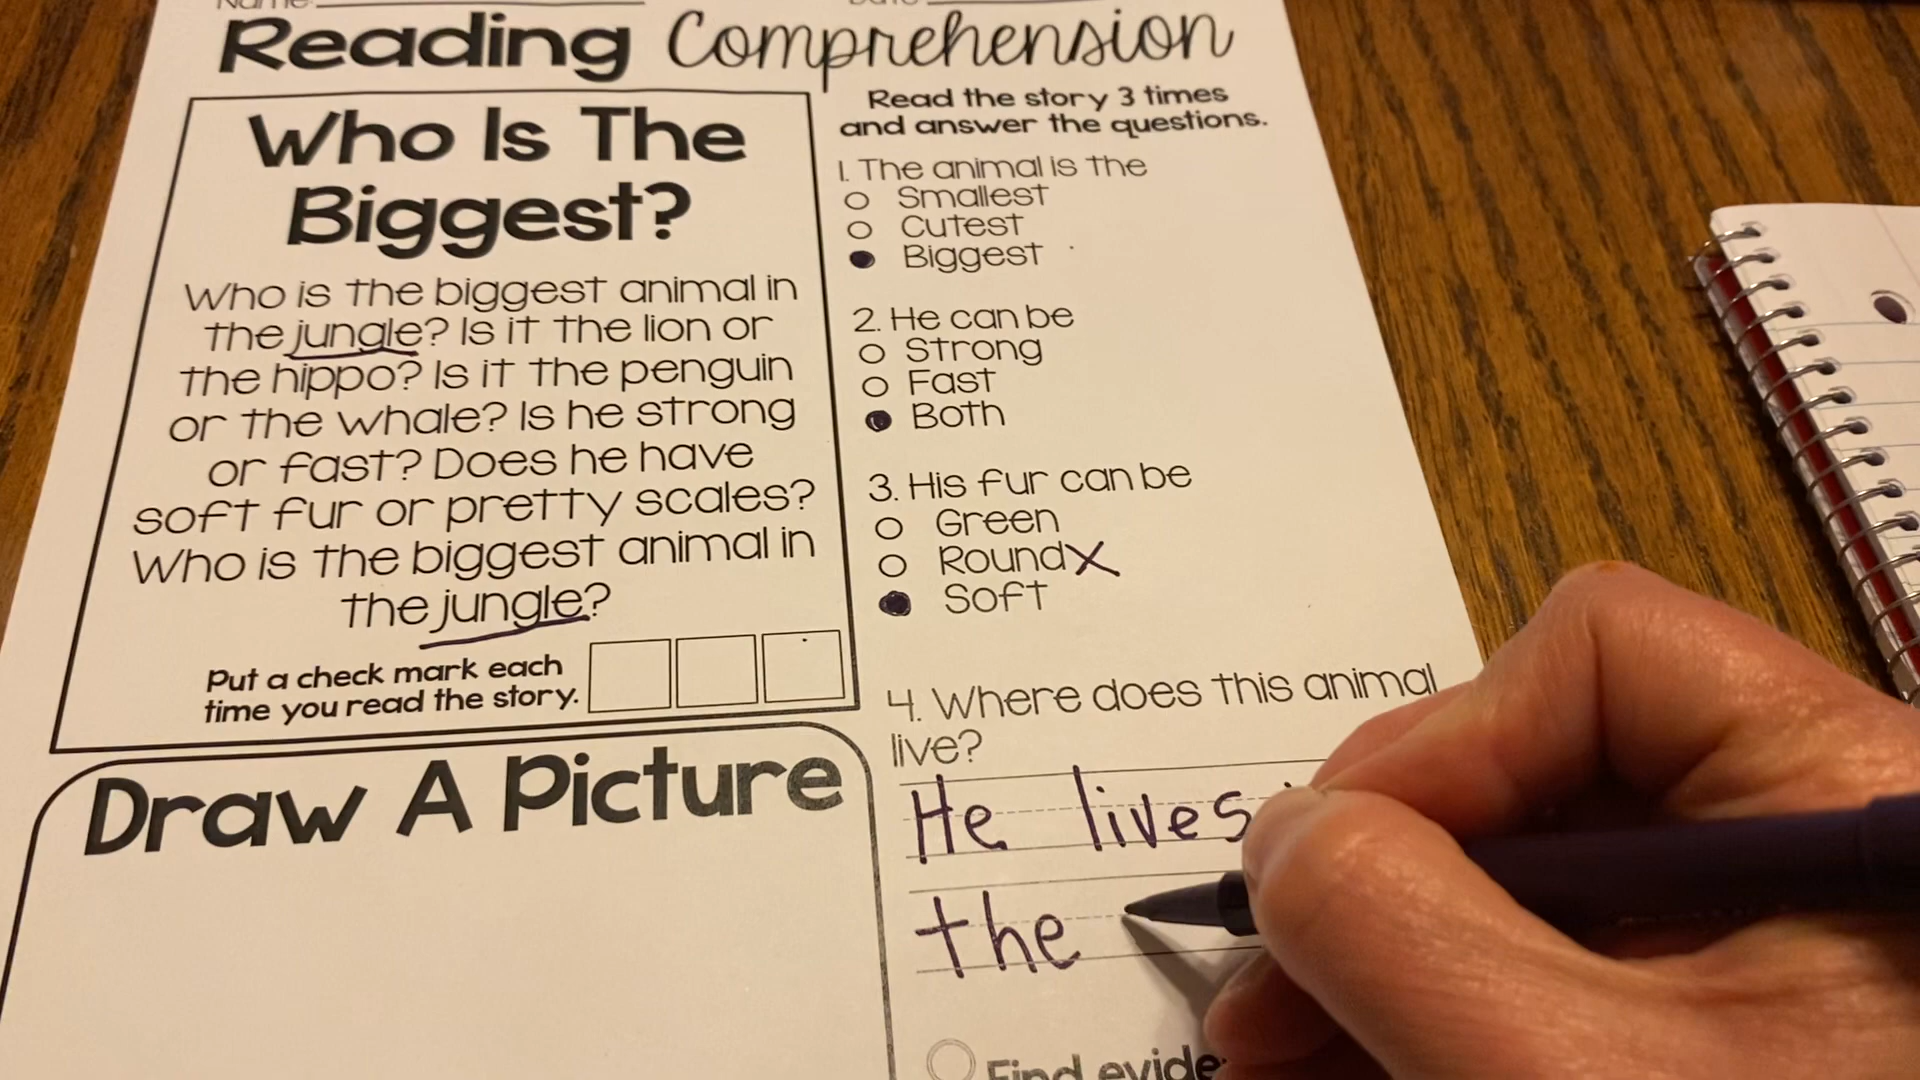 Reading Comprehension
Who Is The
Biggest?
Who is the biggest animal in
the jungle? Is it the lion or
the hippo? Is it the penguin
or the whale? Is he strong
or fast? Does he have
soft fur or pretty scales?
Who is the biggest animal in
the jungle?
Put a check mark each
time you read the story.
Draw A Picture
Read the story 3 times
and answer the questions.
1. The animal is the
Smallest
Cutest
Biggest
2. He can be
Strong
Fast
Both
3. His fur can be
Green
Round X
Soft
4. Where does this animal
live?
He lives
the
Find